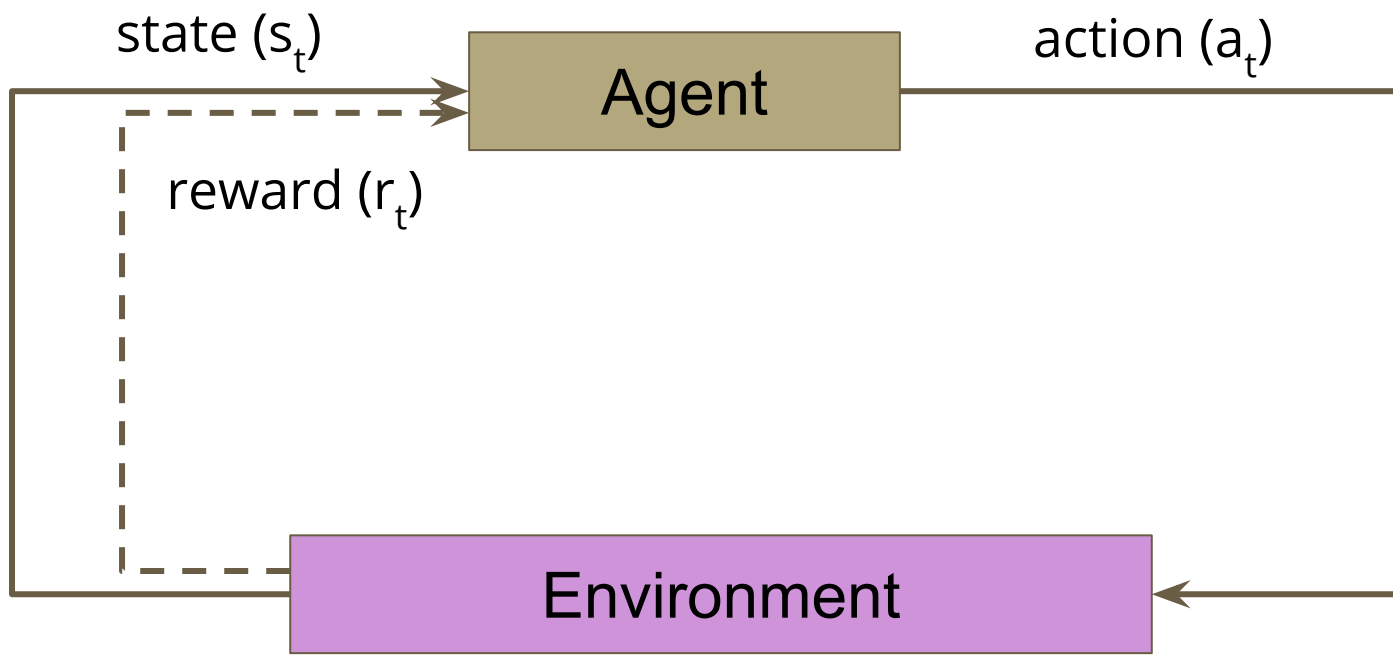 state (sₜ)
Agent
action (aₜ)
reward (rₜ)
Environment